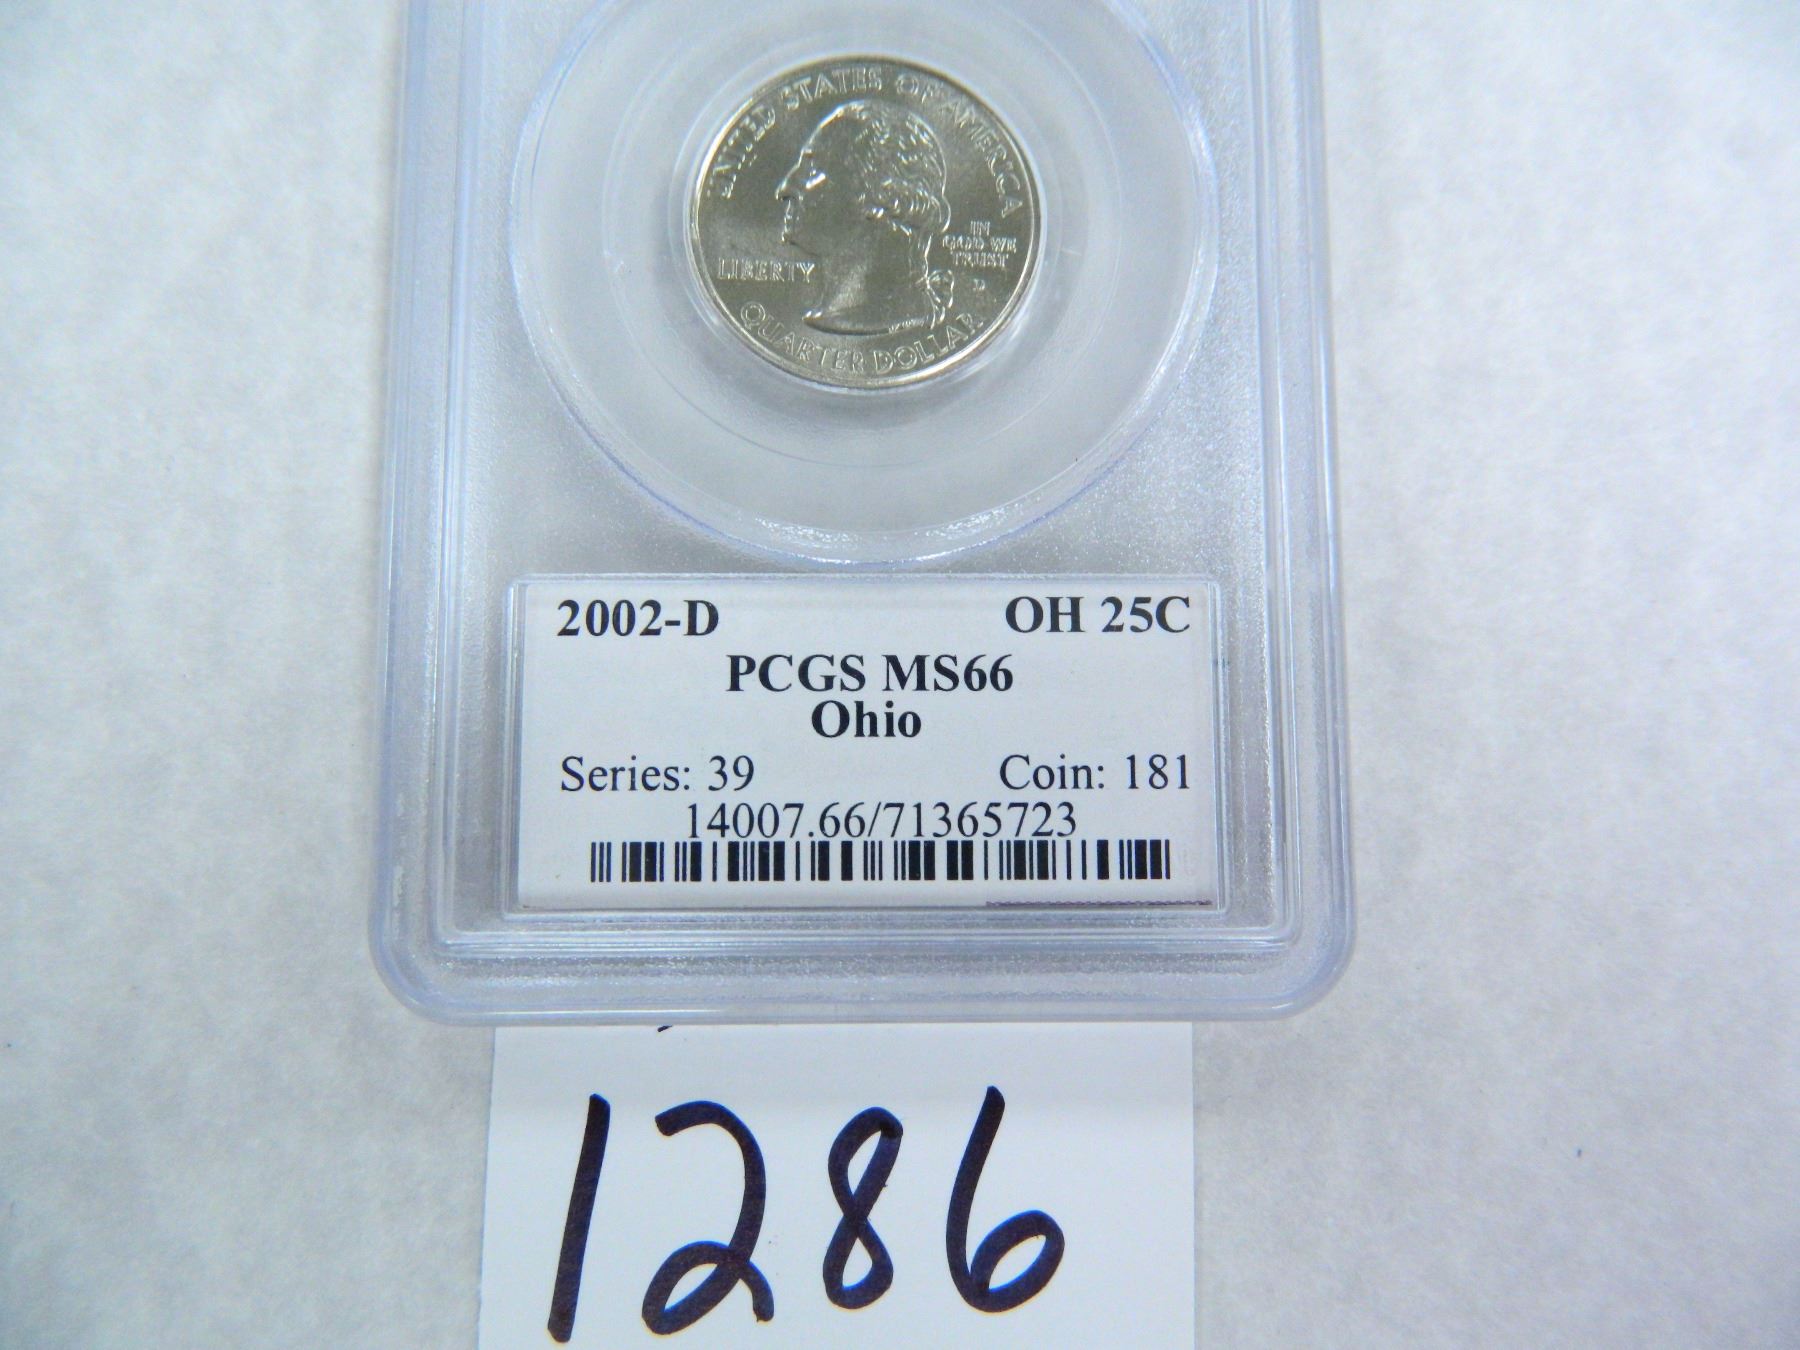 UNITED STATES OF AMERICA
IN
GOD WE
TRUST
LIBERTY
D
QUARTER DOLLAR
2002-D OH 25C
PCGS MS66
Ohio
Series: 39 Coin: 181
14007.66/71365723
1286